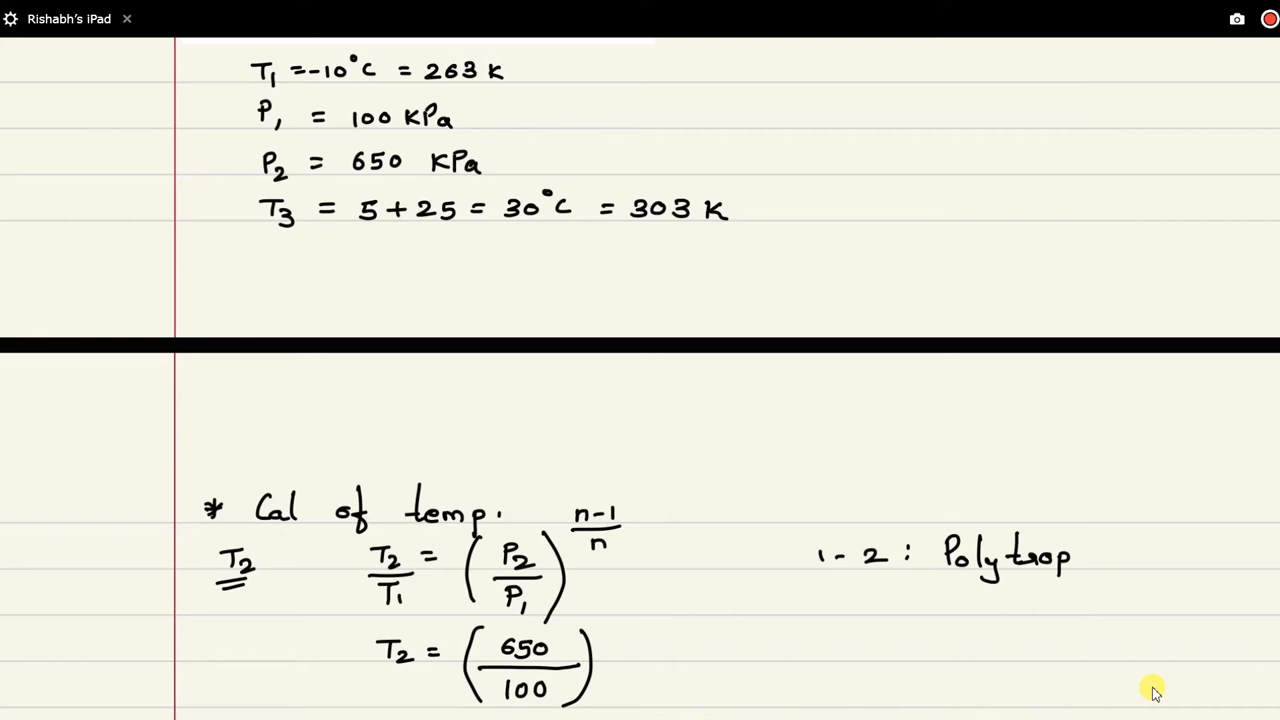 Rishabh's iPad
T₁ = -10°C = 263 K
P₁ = 100 KPa
P₂ = 650 KPa
T₃ = 5 + 25 = 30°C = 303 K
* Cal of temp.
T₂ T₂/T₁ = (P₂/P₁)^((n-1)/n) 1 - 2 : Polytrop
T₂ = (650/100)